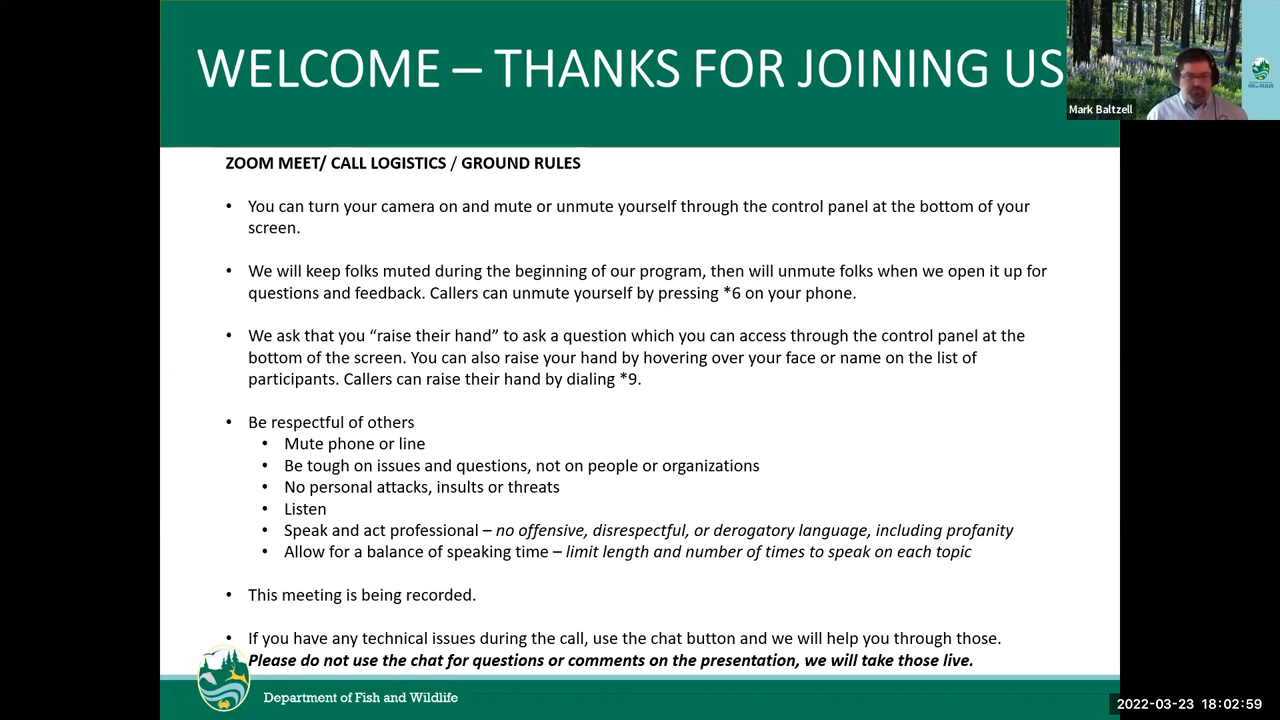 WELCOME – THANKS FOR JOINING US
Mark Baltzell
ZOOM MEET/ CALL LOGISTICS / GROUND RULES
• You can turn your camera on and mute or unmute yourself through the control panel at the bottom of your
screen.
• We will keep folks muted during the beginning of our program, then will unmute folks when we open it up for
questions and feedback. Callers can unmute yourself by pressing *6 on your phone.
• We ask that you “raise their hand” to ask a question which you can access through the control panel at the
bottom of the screen. You can also raise your hand by hovering over your face or name on the list of
participants. Callers can raise their hand by dialing *9.
• Be respectful of others
• Mute phone or line
• Be tough on issues and questions, not on people or organizations
• No personal attacks, insults or threats
• Listen
• Speak and act professional – no offensive, disrespectful, or derogatory language, including profanity
• Allow for a balance of speaking time – limit length and number of times to speak on each topic
• This meeting is being recorded.
• If you have any technical issues during the call, use the chat button and we will help you through those.
Please do not use the chat for questions or comments on the presentation, we will take those live.
Department of Fish and Wildlife
2022-03-23 18:02:59